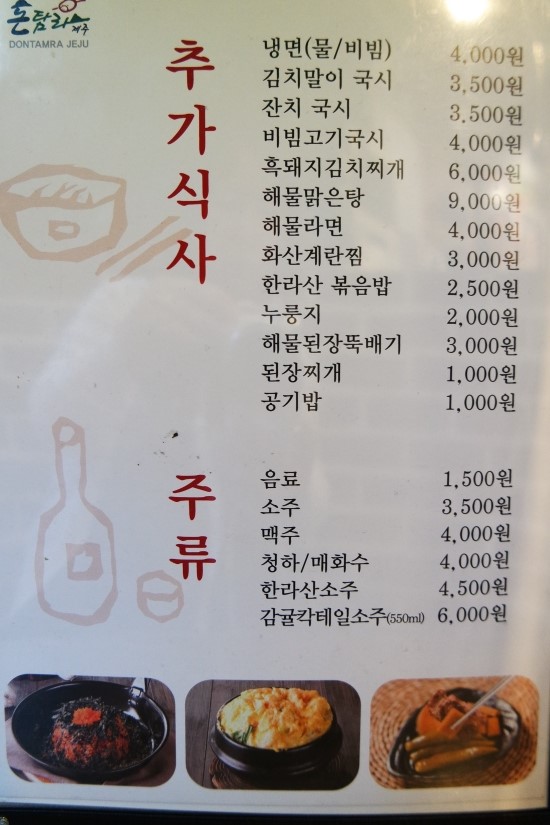 돈탐라 제주
DONTAMRA JEJU
추가식사
냉면(물/비빔) 4,000원
김치말이 국시 3,500원
잔치 국시 3,500원
비빔고기국시 4,000원
흑돼지김치찌개 6,000원
해물맑은탕 9,000원
해물라면 4,000원
화산계란찜 3,000원
한라산 볶음밥 2,500원
누룽지 2,000원
해물된장뚝배기 3,000원
된장찌개 1,000원
공기밥 1,000원
주류
음료 1,500원
소주 3,500원
맥주 4,000원
청하/매화수 4,000원
한라산소주 4,500원
감귤칵테일소주(550ml) 6,000원